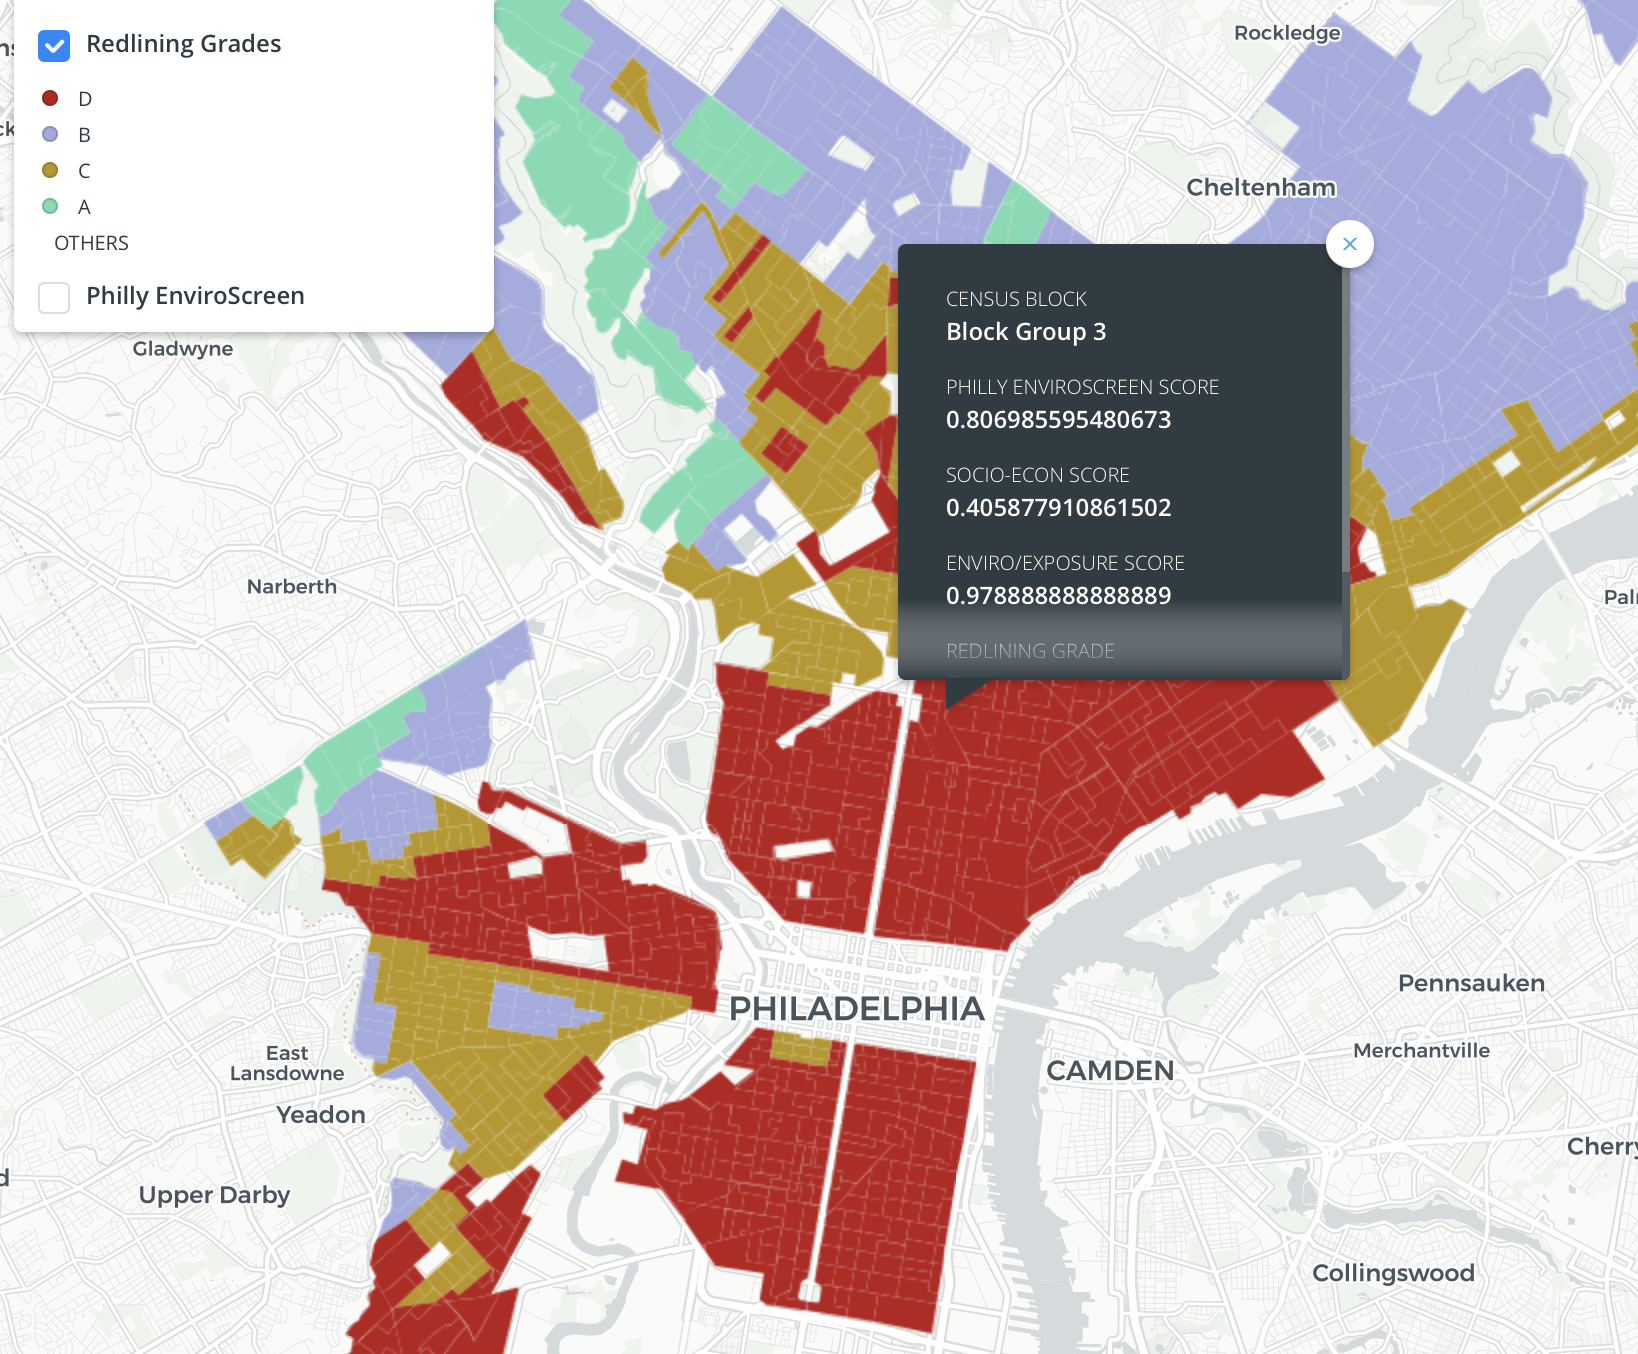 Redlining Grades
D
B
C
A
OTHERS
Philly EnviroScreen
Rockledge
Cheltenham
CENSUS BLOCK
Block Group 3
PHILLY ENVIROSCREEN SCORE
0.806985595480673
SOCIO-ECON SCORE
0.405877910861502
ENVIRO/EXPOSURE SCORE
0.978888888888889
REDLINING GRADE
Gladwyne
Narberth
Pal
PHILADELPHIA
Pennsauken
East
Lansdowne
Merchantville
CAMDEN
Yeadon
Cherry
d
Upper Darby
Collingswood